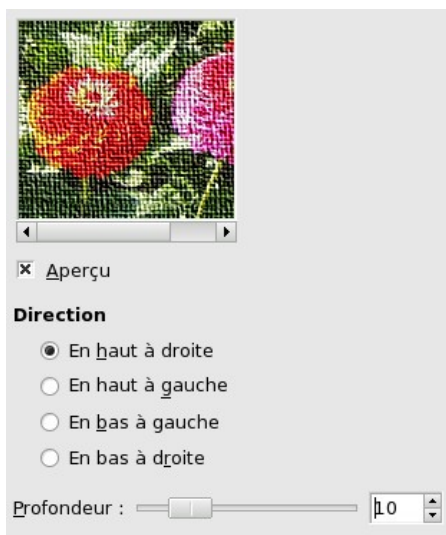 Aperçu
Direction
En haut à droite
En haut à gauche
En bas à gauche
En bas à droite
Profondeur : 10